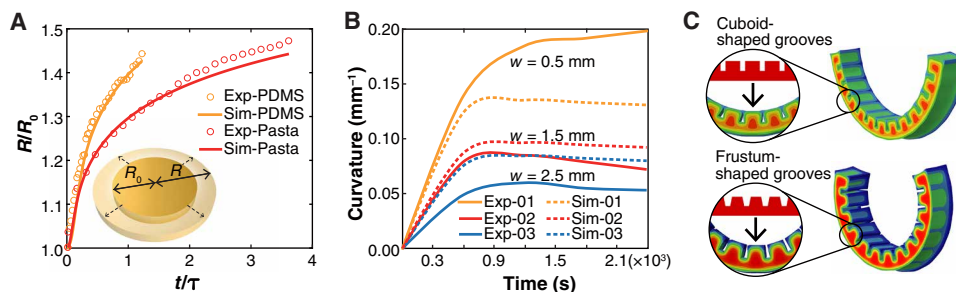 A
R/R₀
1.5
1.4
1.3
1.2
1.1
1.0
Exp-PDMS
Sim-PDMS
Exp-Pasta
Sim-Pasta
R₀
R
0
1
2
3
4
t/τ
B
Curvature (mm⁻¹)
0.20
0.15
0.10
0.05
0.00
w = 0.5 mm
w = 1.5 mm
w = 2.5 mm
Exp-01
Sim-01
Exp-02
Sim-02
Exp-03
Sim-03
0.3
0.9
1.5
2.1(×10³)
Time (s)
C
Cuboid-
shaped grooves
Frustum-
shaped grooves